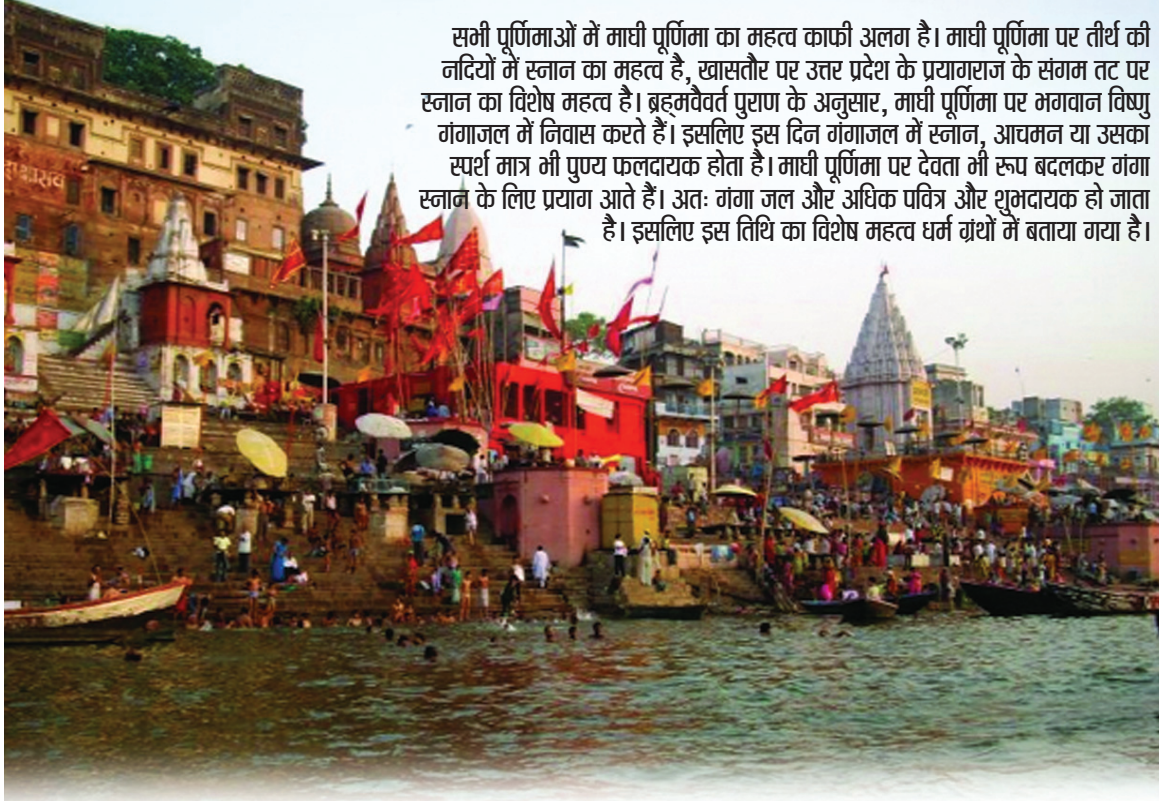 सभी पूर्णिमाओं में माघी पूर्णिमा का महत्व काफी अलग है। माघी पूर्णिमा पर तीर्थ की
नदियों में स्नान का महत्व है, खासतौर पर उत्तर प्रदेश के प्रयागराज के संगम तट पर
स्नान का विशेष महत्व है। ब्रह्मवैवर्त पुराण के अनुसार, माघी पूर्णिमा पर भगवान विष्णु
गंगाजल में निवास करते हैं। इसलिए इस दिन गंगाजल में स्नान, आचमन या उसका
स्पर्श मात्र भी पुण्य फलदायक होता है। माघी पूर्णिमा पर देवता भी रूप बदलकर गंगा
स्नान के लिए प्रयाग आते हैं। अतः गंगा जल और अधिक पवित्र और शुभदायक हो जाता
है। इसलिए इस तिथि का विशेष महत्व धर्म ग्रंथों में बताया गया है।